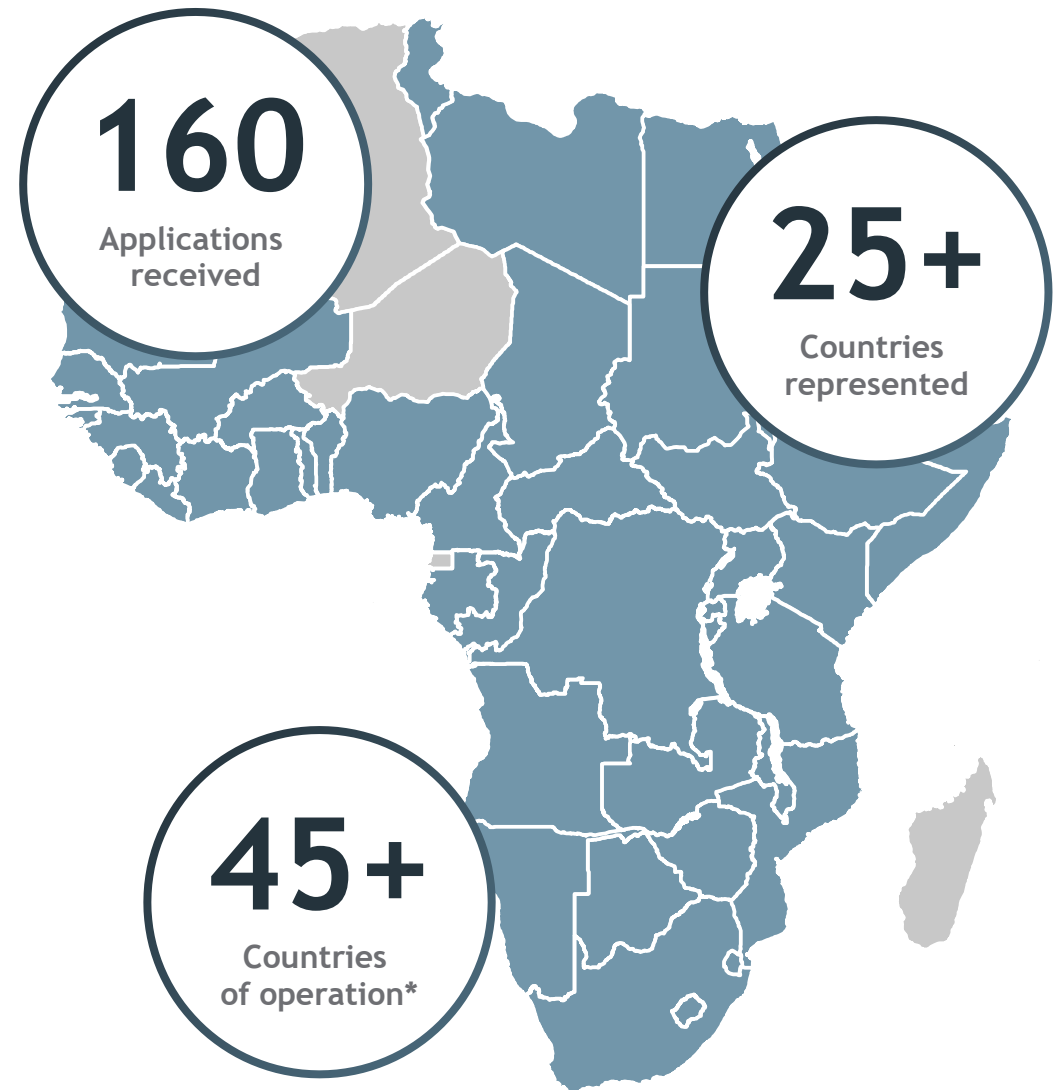 160
Applications
received
25+
Countries
represented
45+
Countries
of operation*